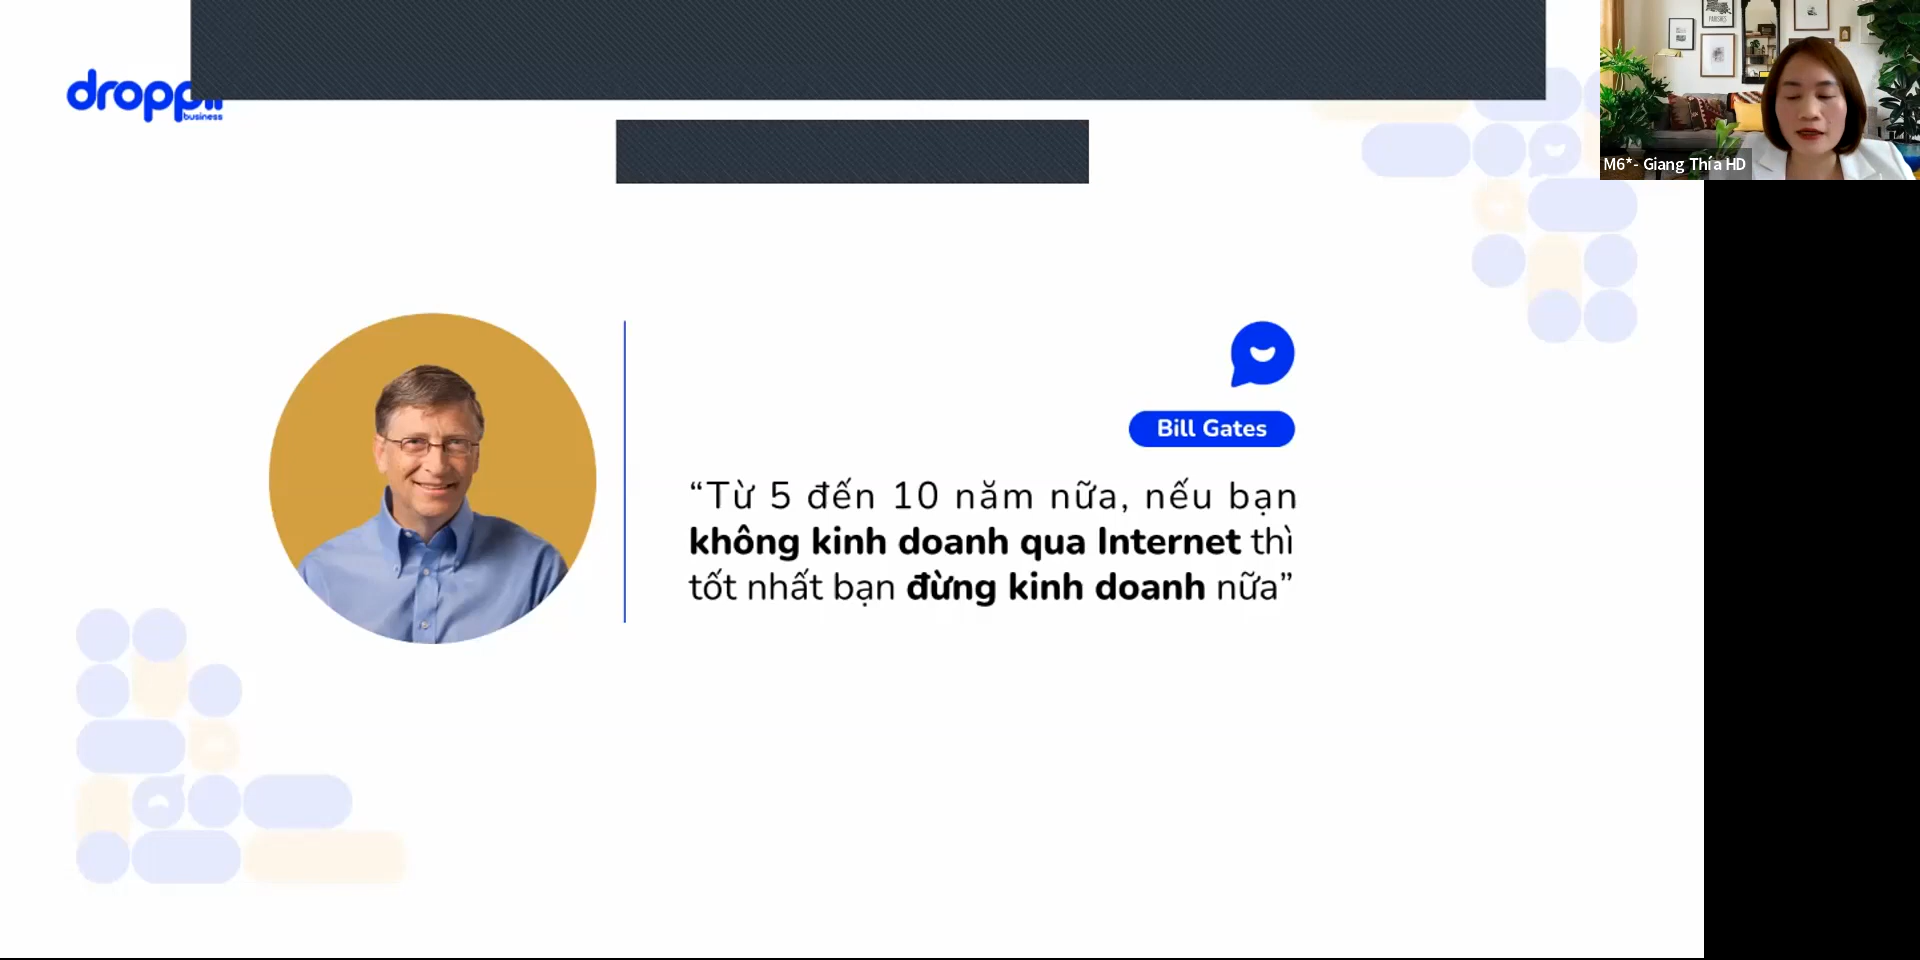 droppii
business
M6*- Giang Thía HD
Bill Gates
“Từ 5 đến 10 năm nữa, nếu bạn
không kinh doanh qua Internet thì
tốt nhất bạn đừng kinh doanh nữa”